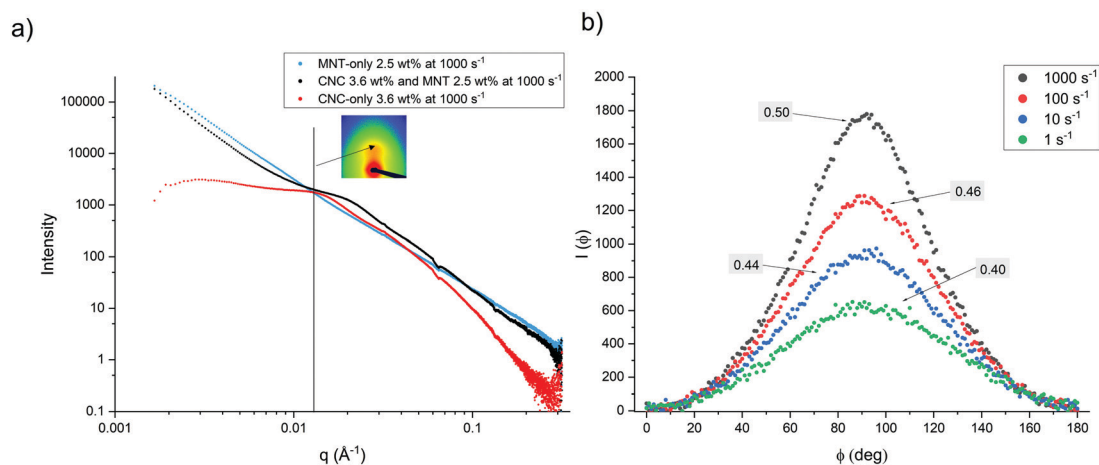 a)
MNT-only 2.5 wt% at 1000 s⁻¹
CNC 3.6 wt% and MNT 2.5 wt% at 1000 s⁻¹
CNC-only 3.6 wt% at 1000 s⁻¹
100000
10000
1000
100
10
1
0.1
Intensity
0.001
0.01
0.1
q (Å⁻¹)
b)
1000 s⁻¹
100 s⁻¹
10 s⁻¹
1 s⁻¹
2000
1800
1600
1400
1200
1000
800
600
400
200
0
I (ϕ)
0.50
0.46
0.44
0.40
0
20
40
60
80
100
120
140
160
180
ϕ (deg)